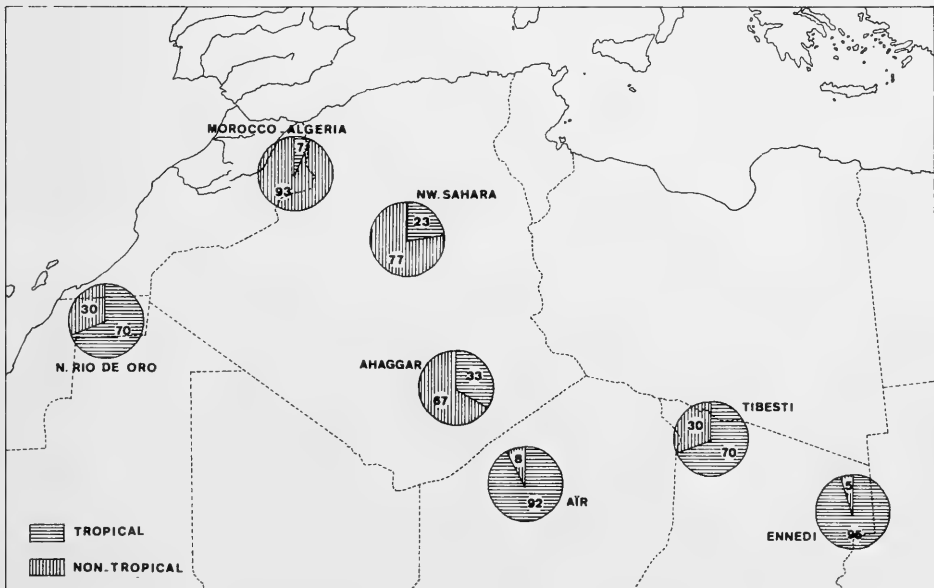 MOROCCO-ALGERIA
7
93
NW. SAHARA
23
77
30
70
N. RIO DE ORO
AHAGGAR
33
67
TIBESTI
30
70
8
92
AÏR
5
95
ENNEDI
TROPICAL
NON-TROPICAL